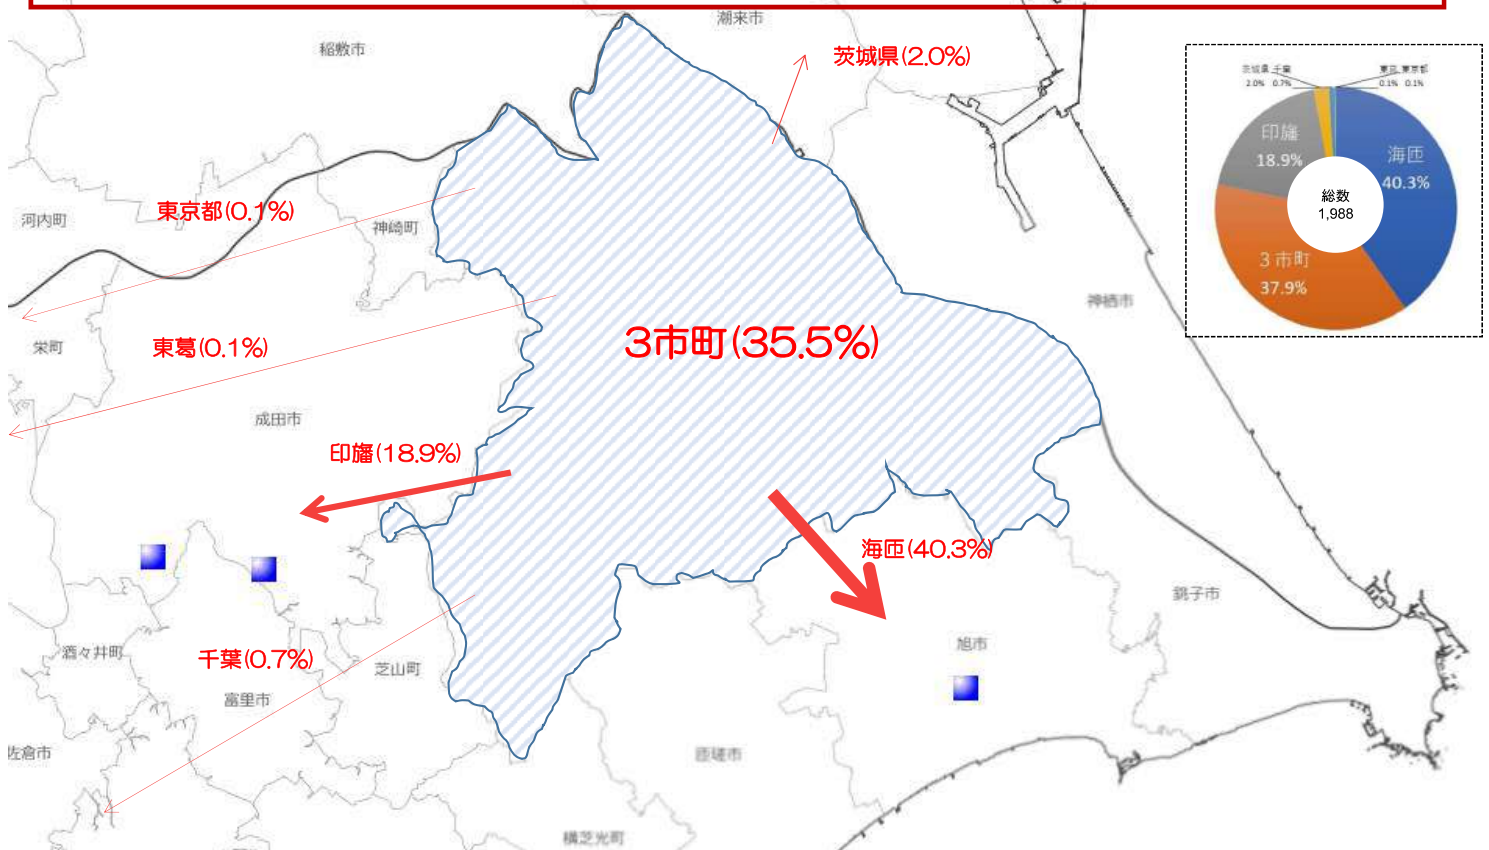 潮来市
稲敷市
茨城県(2.0%)
茨城県 千葉
2.0% 0.7%
東葛 東京都
0.1% 0.1%
印旛
18.9%
海匝
40.3%
総数
1,988
3市町
37.9%
東京都(0.1%)
河内町
神崎町
神栖市
3市町(35.5%)
栄町
東葛(0.1%)
成田市
印旛(18.9%)
海匝(40.3%)
銚子市
旭市
酒々井町
千葉(0.7%)
芝山町
富里市
佐倉市
匝瑳市
横芝光町